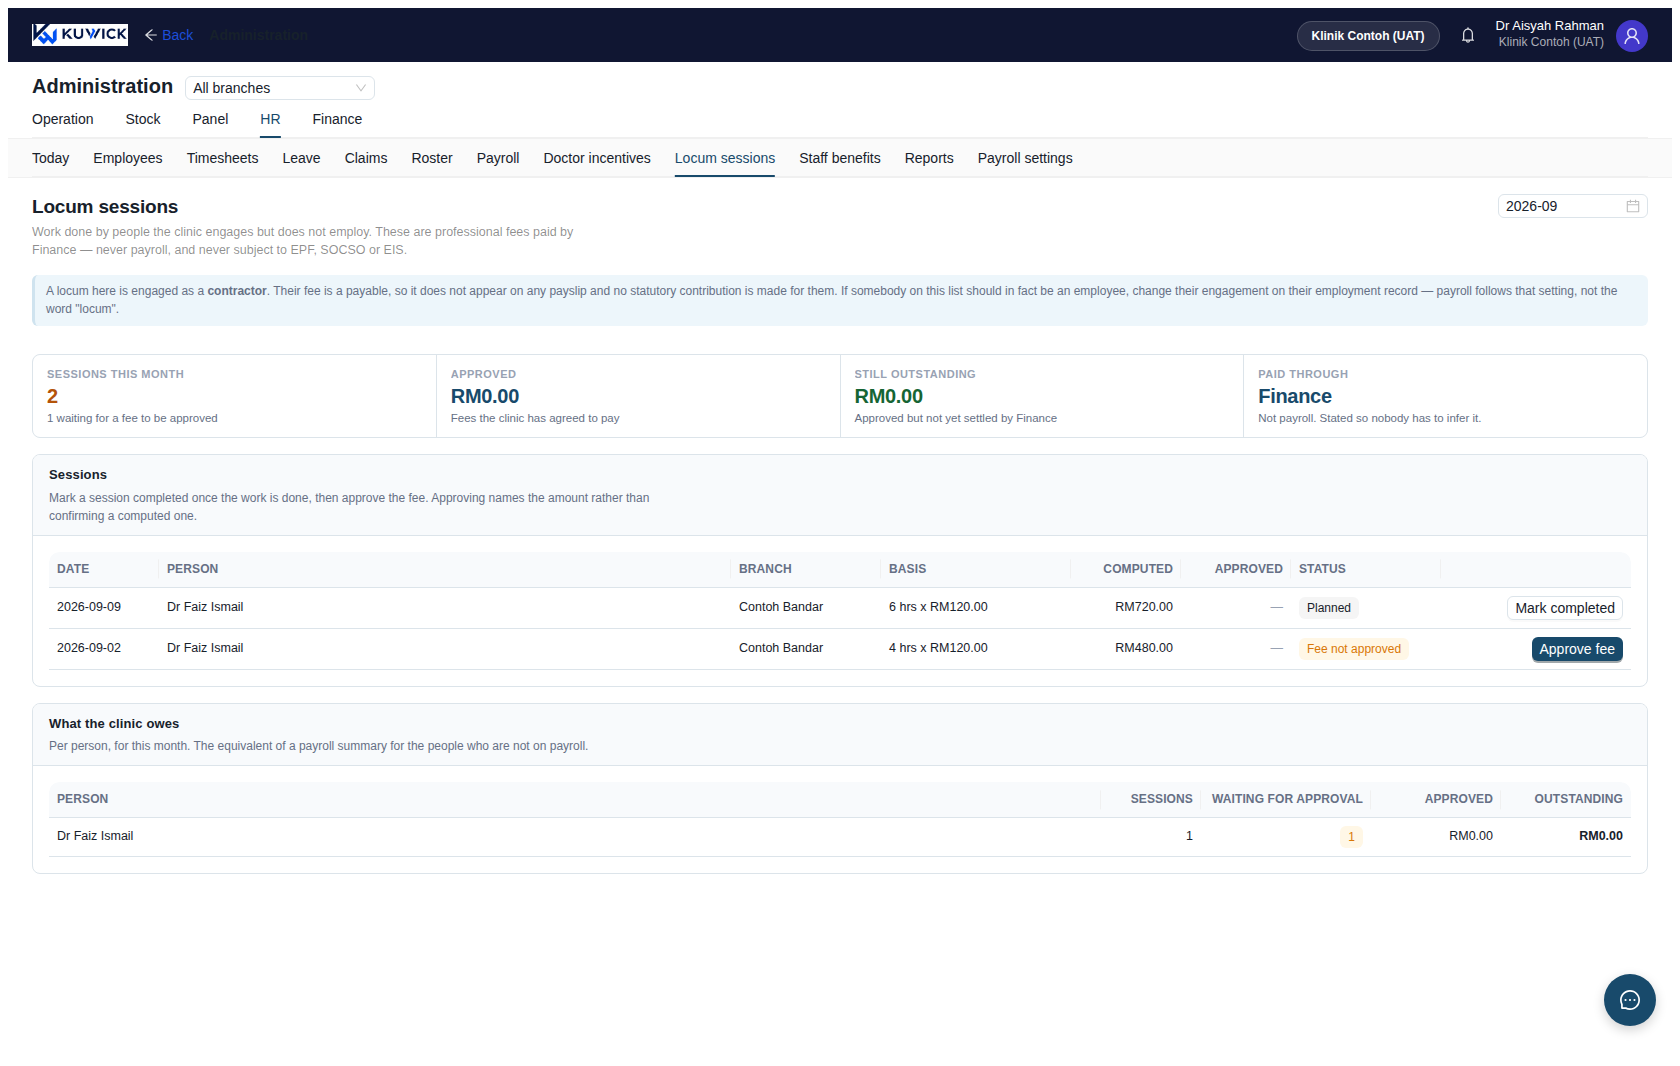 KUWICK
Back Administration
Klinik Contoh (UAT)
Dr Aisyah Rahman
Klinik Contoh (UAT)
Administration
All branches
Operation Stock Panel HR Finance
Today Employees Timesheets Leave Claims Roster Payroll Doctor incentives Locum sessions Staff benefits Reports Payroll settings
Locum sessions
2026-09
Work done by people the clinic engages but does not employ. These are professional fees paid by
Finance — never payroll, and never subject to EPF, SOCSO or EIS.
A locum here is engaged as a contractor. Their fee is a payable, so it does not appear on any payslip and no statutory contribution is made for them. If somebody on this list should in fact be an employee, change their engagement on their employment record — payroll follows that setting, not the
word "locum".
SESSIONS THIS MONTH
2
1 waiting for a fee to be approved
APPROVED
RM0.00
Fees the clinic has agreed to pay
STILL OUTSTANDING
RM0.00
Approved but not yet settled by Finance
PAID THROUGH
Finance
Not payroll. Stated so nobody has to infer it.
Sessions
Mark a session completed once the work is done, then approve the fee. Approving names the amount rather than
confirming a computed one.
DATE PERSON BRANCH BASIS COMPUTED APPROVED STATUS
2026-09-09 Dr Faiz Ismail Contoh Bandar 6 hrs x RM120.00 RM720.00 — Planned Mark completed
2026-09-02 Dr Faiz Ismail Contoh Bandar 4 hrs x RM120.00 RM480.00 — Fee not approved Approve fee
What the clinic owes
Per person, for this month. The equivalent of a payroll summary for the people who are not on payroll.
PERSON SESSIONS WAITING FOR APPROVAL APPROVED OUTSTANDING
Dr Faiz Ismail 1 1 RM0.00 RM0.00